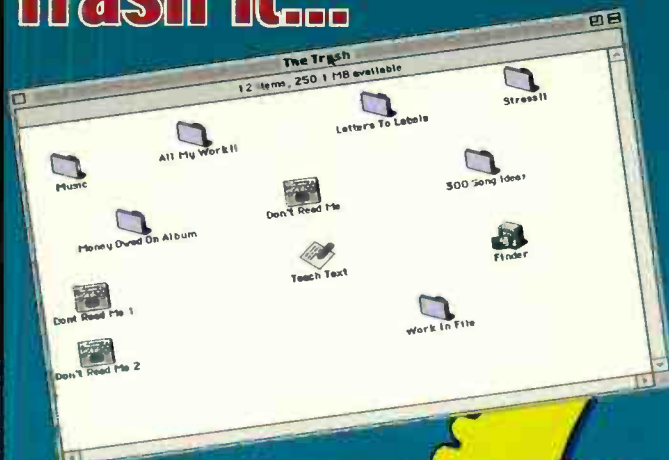 Trash it...
The Trash
12 items, 250.1 MB available
Stress!!
Letters To Labels
All My Work!!
Music
300 Song Ideas
Don't Read Me
Money Owed On Album
Finder
Teach Text
Dont Read Me 1
Work In File
Don't Read Me 2